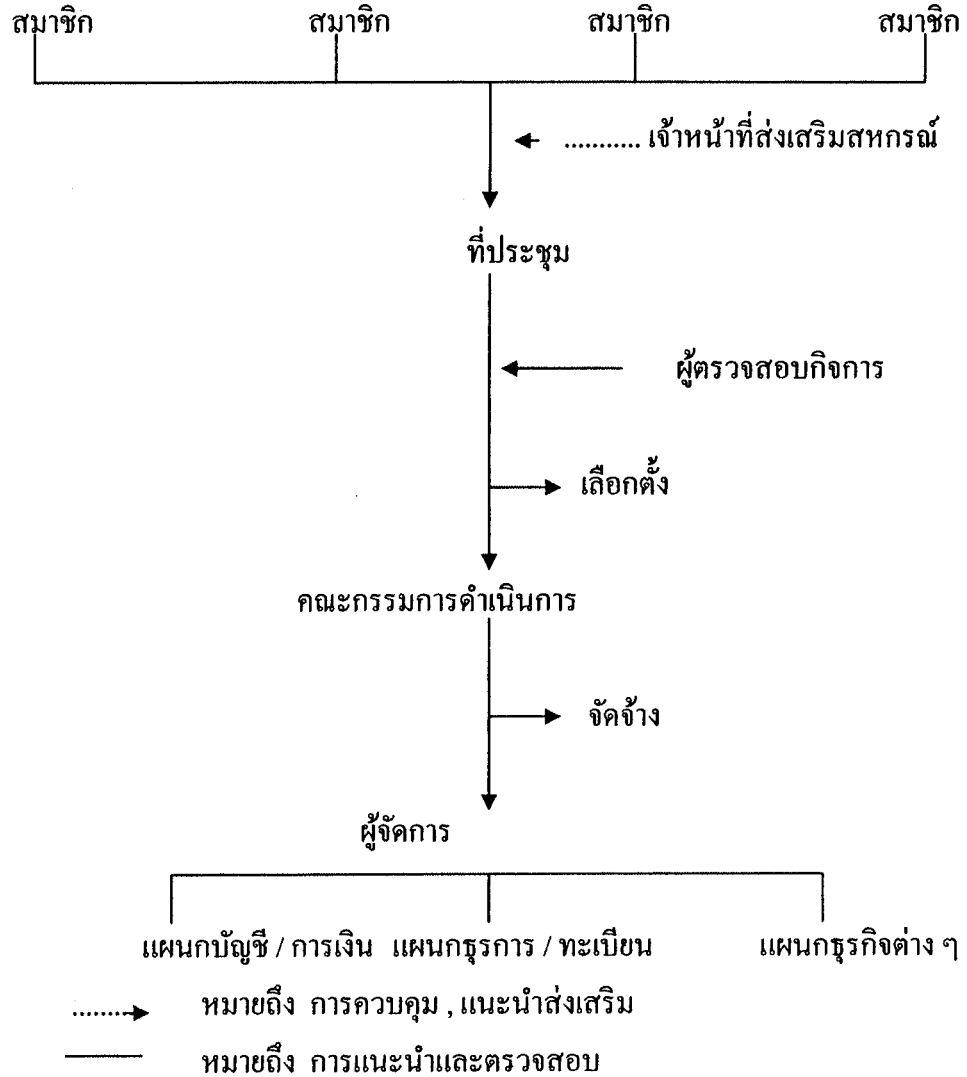 สมาชิก สมาชิก สมาชิก สมาชิก
........... เจ้าหน้าที่ส่งเสริมสหกรณ์
ที่ประชุม
ผู้ตรวจสอบกิจการ
เลือกตั้ง
คณะกรรมการดำเนินการ
จัดจ้าง
ผู้จัดการ
แผนกบัญชี / การเงิน แผนกธุรการ / ทะเบียน แผนกธุรกิจต่าง ๆ
หมายถึง การควบคุม , แนะนำส่งเสริม
หมายถึง การแนะนำและตรวจสอบ